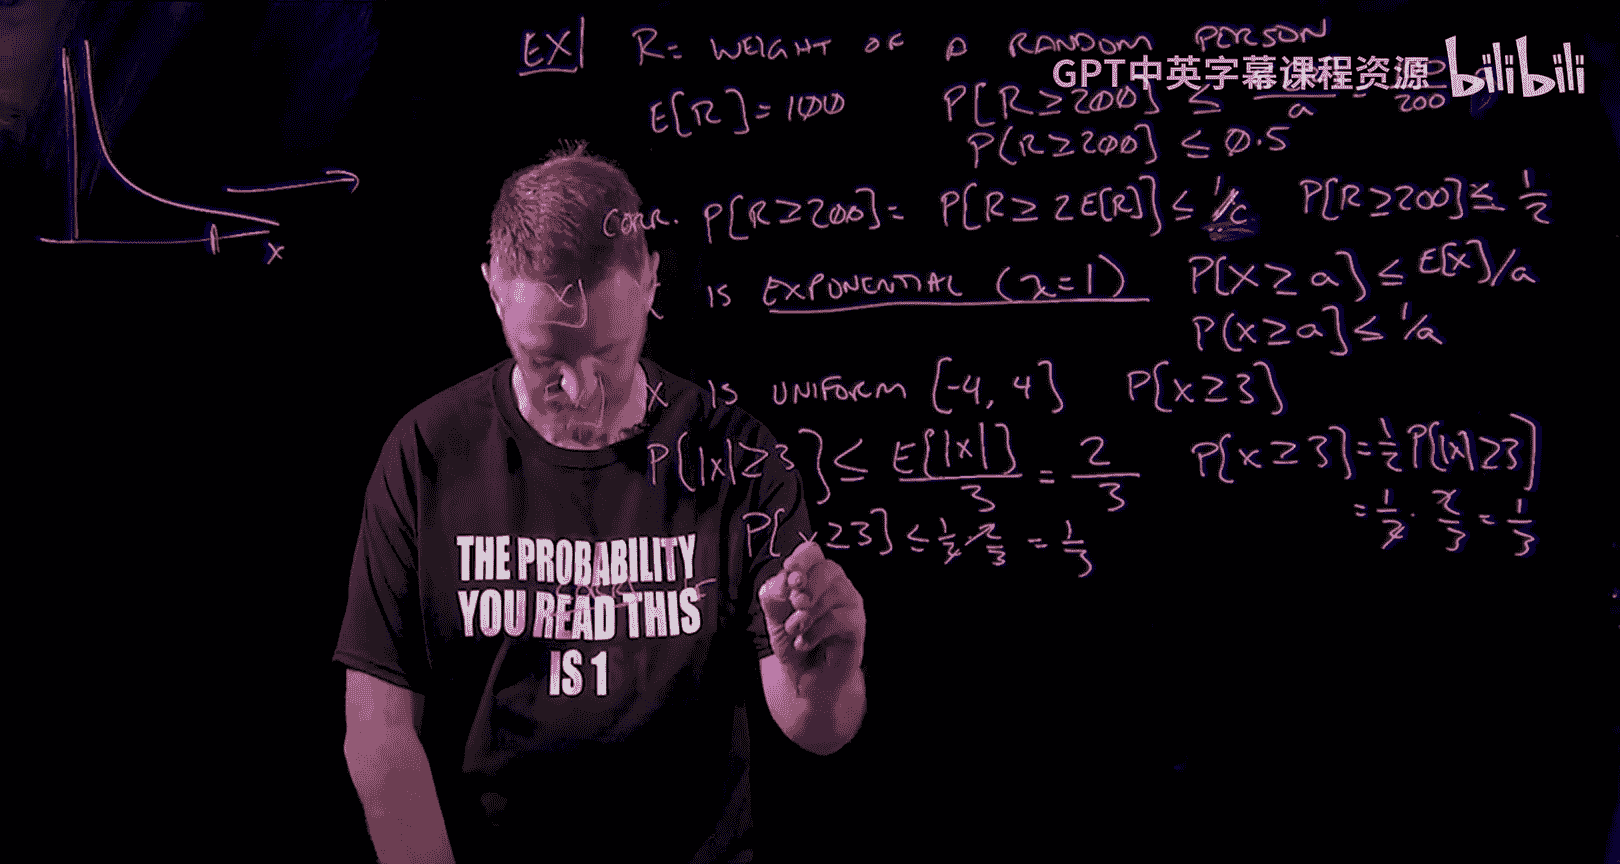 EX| R = WEIGHT OF A RANDOM PERSON
GPT中英字幕课程资源 bilibili
E[R] = 100 P[R ≥ 200] ≤ /a = /200
P(R ≥ 200] ≤ 0.5
CORR. P[R ≥ 200] = P[R ≥ 2E[R]] ≤ 1/c P[R ≥ 200] ≤ 1/2
IS EXPONENTIAL (λ=1) P[X ≥ a] ≤ E[X]/a
P(X ≥ a] ≤ 1/a
X IS UNIFORM [-4, 4] P[X ≥ 3]
P(|X| ≥ 3] ≤ E[|X|]/3 = 2/3 P[X ≥ 3] = 1/2 P[|X| ≥ 3]
= 1/2 · 2/3 = 1/3
P[X ≥ 3] ≤ 1/2 · 2/3 = 1/3
X
THE PROBABILITY
YOU READ THIS
IS 1